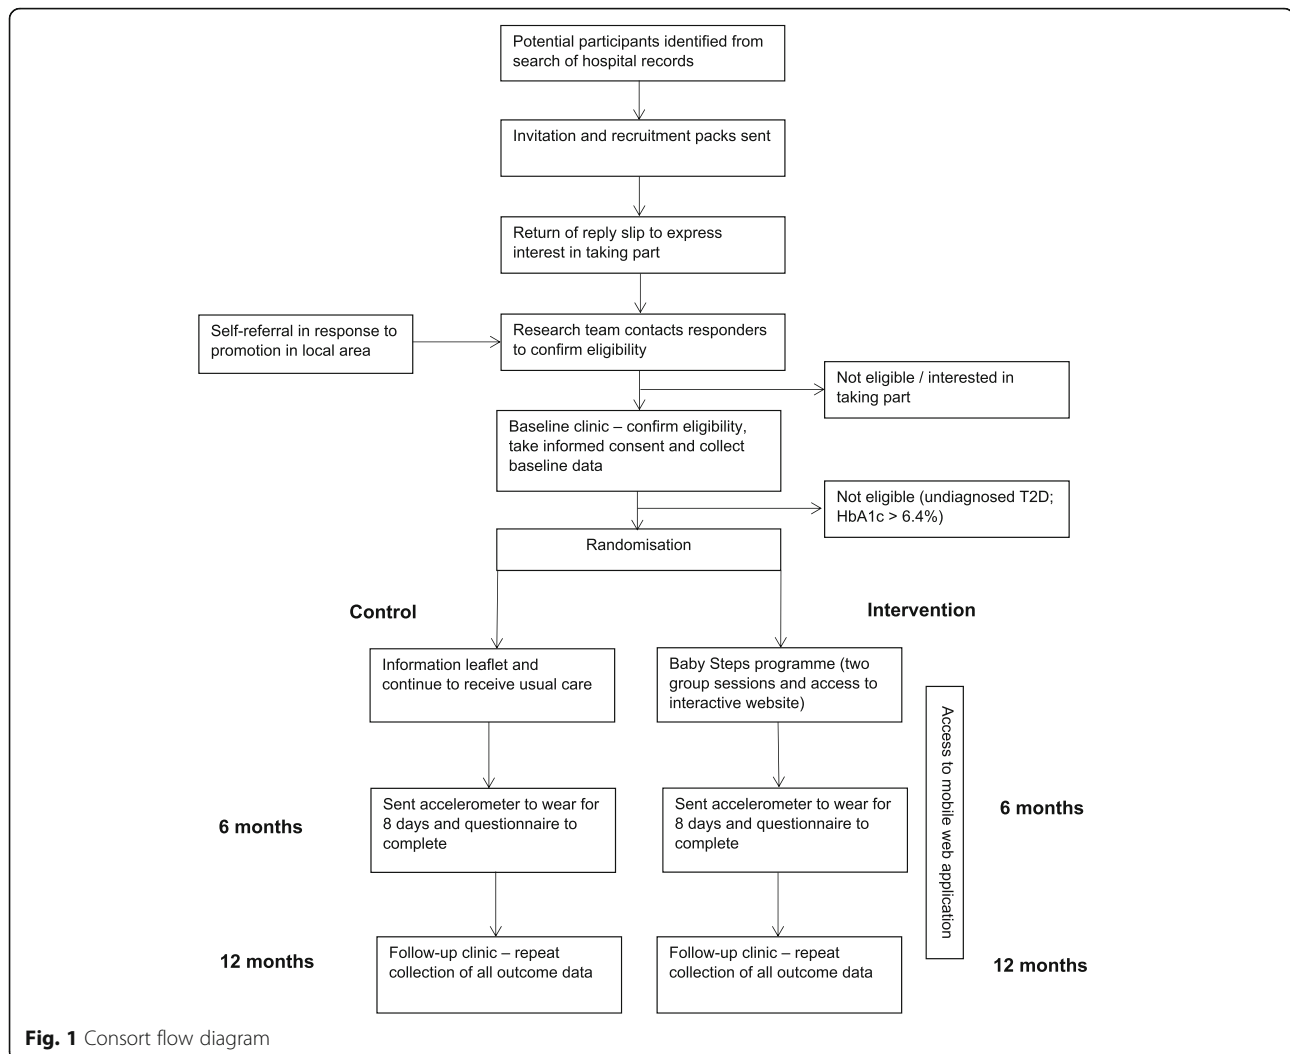 Potential participants identified from
search of hospital records
Invitation and recruitment packs sent
Return of reply slip to express
interest in taking part
Self-referral in response to
promotion in local area
Research team contacts responders
to confirm eligibility
Not eligible / interested in
taking part
Baseline clinic – confirm eligibility,
take informed consent and collect
baseline data
Not eligible (undiagnosed T2D;
HbA1c > 6.4%)
Randomisation
Control
Intervention
Information leaflet and
continue to receive usual care
Baby Steps programme (two
group sessions and access to
interactive website)
Access to mobile web application
6 months
Sent accelerometer to wear for
8 days and questionnaire to
complete
Sent accelerometer to wear for
8 days and questionnaire to
complete
6 months
12 months
Follow-up clinic – repeat
collection of all outcome data
Follow-up clinic – repeat
collection of all outcome data
12 months
Fig. 1 Consort flow diagram